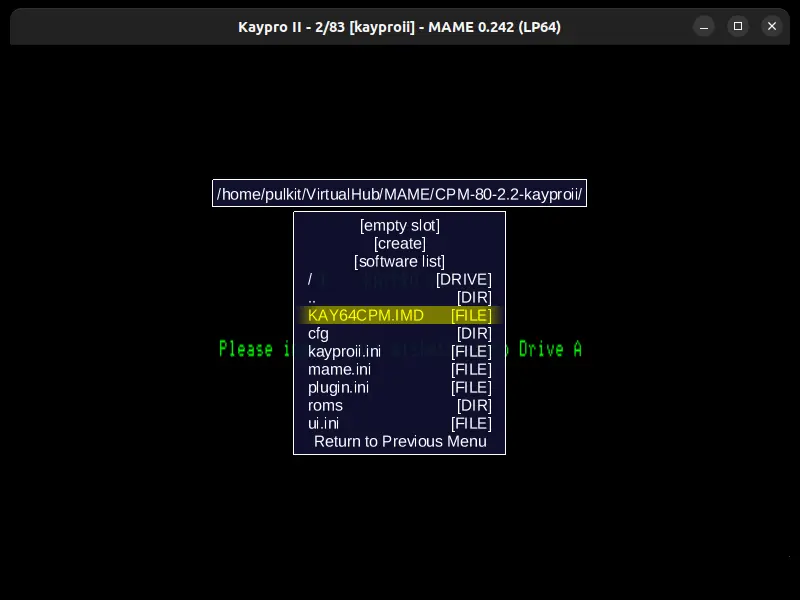 Kaypro II - 2/83 [kayproii] - MAME 0.242 (LP64)
/home/pulkit/VirtualHub/MAME/CPM-80-2.2-kayproii/
[empty slot]
[create]
[software list]
/ [DRIVE]
.. [DIR]
KAY64CPM.IMD [FILE]
cfg [DIR]
Please Drive A
kayproii.ini [FILE]
mame.ini [FILE]
plugin.ini [FILE]
roms [DIR]
ui.ini [FILE]
Return to Previous Menu